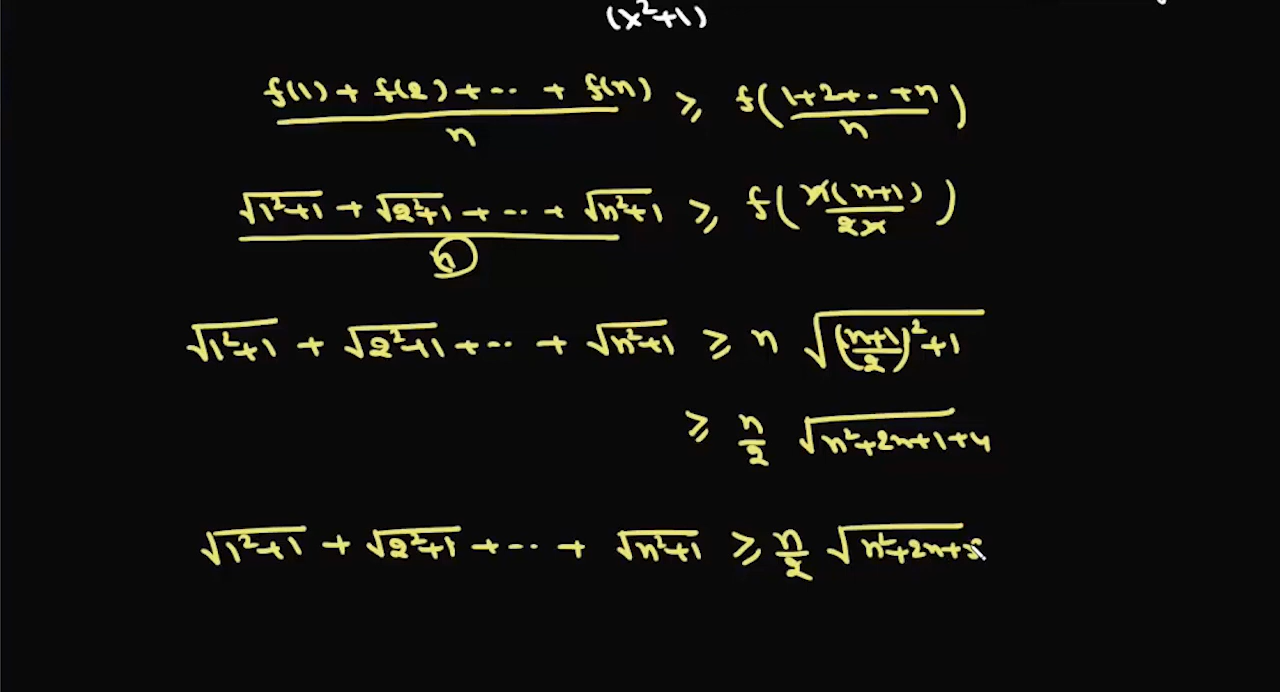 (x²+1)
f(1) + f(2) + ... + f(n) / n ≥ f( 1+2+..+n / n )
√(1²+1) + √(2²+1) + ... + √(n²+1) / n ≥ f( n(n+1) / 2n )
√(1²+1) + √(2²+1) + ... + √(n²+1) ≥ n √((n+1 / 2)²+1)
≥ n/2 √(n²+2n+1+4)
√(1²+1) + √(2²+1) + ... + √(n²+1) ≥ n/2 √(n²+2n+5)